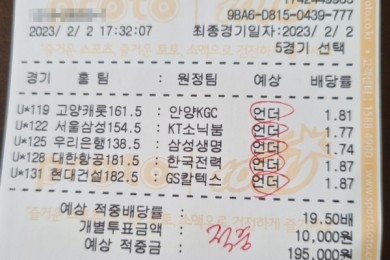 2023/2/2 17:32:07
9BA6-D815-0439-777
최종경기일자:2023/ 2/ 2
5경기 선택
경기 홈 팀 : 원정팀 예상 배당률
U*119 고양캐롯161.5 : 안양KGC 언더 1.81
U*122 서울삼성154.5 : KT소닉붐 언더 1.77
U*125 우리은행138.5 : 삼성생명 언더 1.74
U*128 대한항공181.5 : 한국전력 언더 1.87
U*131 현대건설182.5 : GS칼텍스 언더 1.87
예상 적중배당률 : 19.50배
개별투표금액 : 10,000원
예상 적중금 : 195,000원